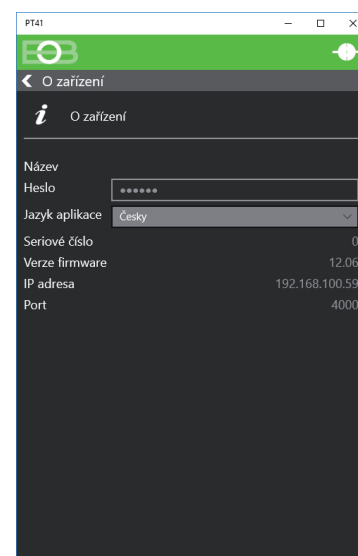 PT41
EOB
O zařízení
i O zařízení
Název
Heslo ●●●●●●
Jazyk aplikace Česky
Seriové číslo 0
Verze firmware 12.06
IP adresa 192.168.100.59
Port 4000